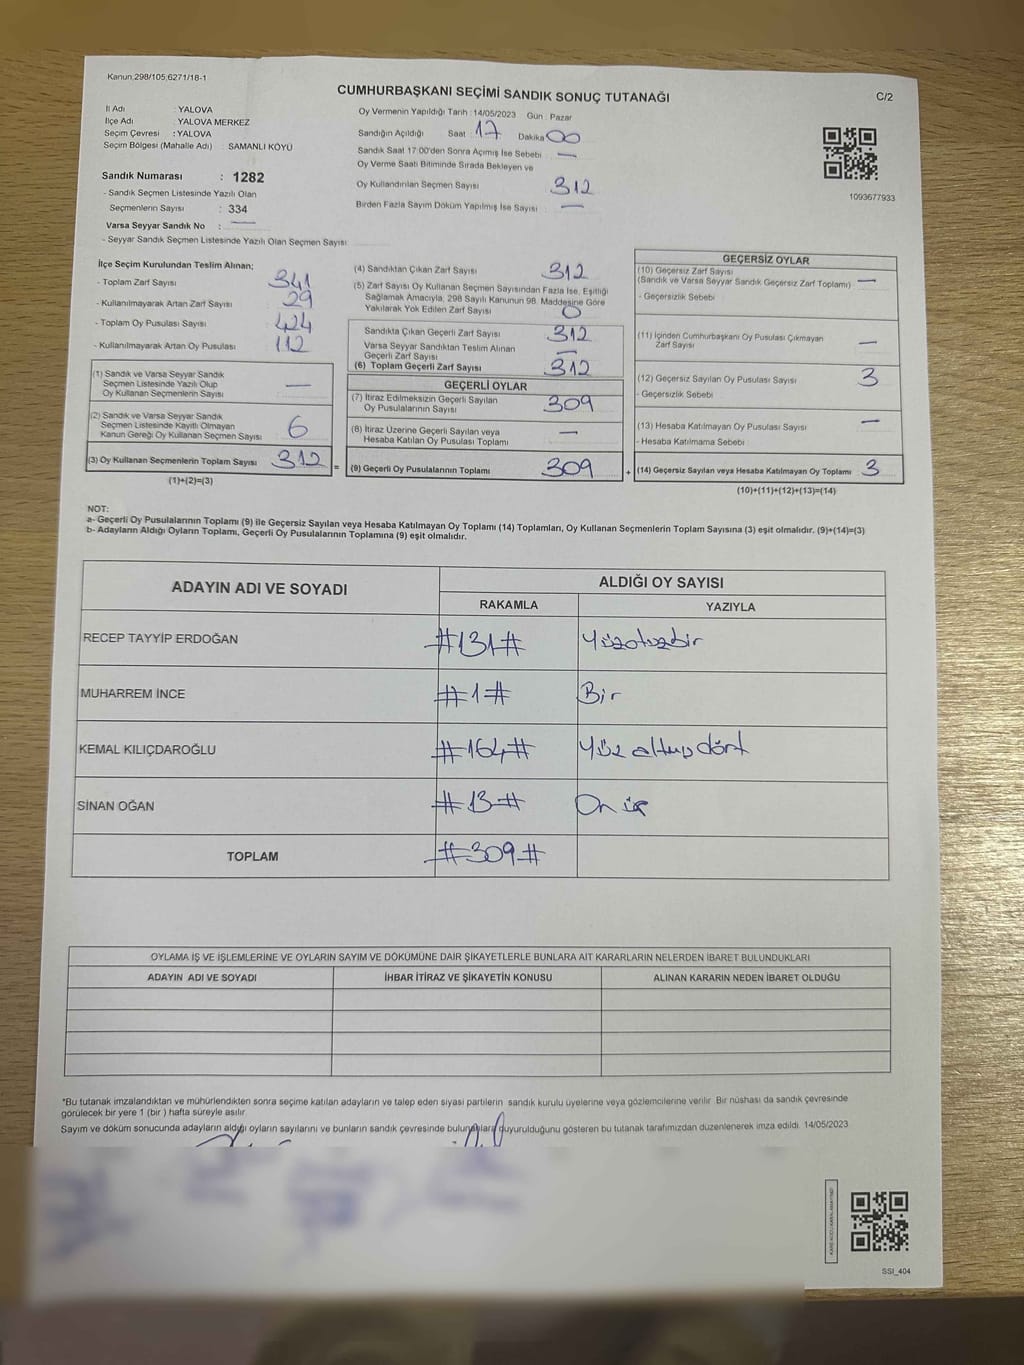 Kanun 298/105,6271/18-1
CUMHURBAŞKANI SEÇİMİ SANDIK SONUÇ TUTANAĞI
C/2
İl Adı : YALOVA
İlçe Adı : YALOVA MERKEZ
Seçim Çevresi : YALOVA
Seçim Bölgesi (Mahalle Adı) SAMANLI KÖYÜ
Sandık Numarası : 1282
- Sandık Seçmen Listesinde Yazılı Olan
Seçmenlerin Sayısı : 334
Varsa Seyyar Sandık No : —
- Seyyar Sandık Seçmen Listesinde Yazılı Olan Seçmen Sayısı
Oy Vermenin Yapıldığı Tarih : 14/05/2023 Gün : Pazar
Sandığın Açıldığı Saat : 17 Dakika 00
Sandık Saat 17:00'den Sonra Açımış İse Sebebi —
Oy Verme Saati Bitiminde Sırada Bekleyen ve
Oy Kullandırılan Seçmen Sayısı 312
Birden Fazla Sayım Döküm Yapılmış İse Sayısı —
1093677933
İlçe Seçim Kurulundan Teslim Alınan;
- Toplam Zarf Sayısı 341
- Kullanılmayarak Artan Zarf Sayısı 29
- Toplam Oy Pusulası Sayısı 424
- Kullanılmayarak Artan Oy Pusulası 112
(1) Sandık ve Varsa Seyyar Sandık
Seçmen Listesinde Yazılı Olup
Oy Kullanan Seçmenlerin Sayısı —
(2) Sandık ve Varsa Seyyar Sandık
Seçmen Listesinde Kayıtlı Olmayan
Kanun Gereği Oy Kullanan Seçmen Sayısı 6
(3) Oy Kullanan Seçmenlerin Toplam Sayısı 312 =
(1)+(2)=(3)
(4) Sandıktan Çıkan Zarf Sayısı 312
(5) Zarf Sayısı Oy Kullanan Seçmen Sayısından Fazla İse, Eşitliği
Sağlamak Amacıyla, 298 Sayılı Kanunun 98. Maddesine Göre
Yakılarak Yok Edilen Zarf Sayısı 0
Sandıkta Çıkan Geçerli Zarf Sayısı 312
Varsa Seyyar Sandıktan Teslim Alınan
Geçerli Zarf Sayısı —
(6) Toplam Geçerli Zarf Sayısı 312
GEÇERLİ OYLAR
(7) İtiraz Edilmeksizin Geçerli Sayılan
Oy Pusulalarının Sayısı 309
(8) İtiraz Üzerine Geçerli Sayılan veya
Hesaba Katılan Oy Pusulası Toplamı —
(9) Geçerli Oy Pusulalarının Toplamı 309 +
GEÇERSİZ OYLAR
(10) Geçersiz Zarf Sayısı
(Sandık ve Varsa Seyyar Sandık Geçersiz Zarf Toplamı) —
- Geçersizlik Sebebi
(11) İçinden Cumhurbaşkanı Oy Pusulası Çıkmayan
Zarf Sayısı —
(12) Geçersiz Sayılan Oy Pusulası Sayısı 3
- Geçersizlik Sebebi
(13) Hesaba Katılmayan Oy Pusulası Sayısı —
- Hesaba Katılmama Sebebi
(14) Geçersiz Sayılan veya Hesaba Katılmayan Oy Toplamı 3
(10)+(11)+(12)+(13)=(14)
NOT:
a- Geçerli Oy Pusulalarının Toplamı (9) ile Geçersiz Sayılan veya Hesaba Katılmayan Oy Toplamı (14) Toplamları, Oy Kullanan Seçmenlerin Toplam Sayısına (3) eşit olmalıdır. (9)+(14)=(3)
b- Adayların Aldığı Oyların Toplamı, Geçerli Oy Pusulalarının Toplamına (9) eşit olmalıdır.
ADAYIN ADI VE SOYADI
ALDIĞI OY SAYISI
RAKAMLA YAZIYLA
RECEP TAYYİP ERDOĞAN #131# Yüzotuzbir
MUHARREM İNCE #1# Bir
KEMAL KILIÇDAROĞLU #164# Yüz altmış dört
SİNAN OĞAN #13# On üç
TOPLAM #309#
OYLAMA İŞ VE İŞLEMLERİNE VE OYLARIN SAYIM VE DÖKÜMÜNE DAİR ŞİKAYETLERLE BUNLARA AİT KARARLARIN NELERDEN İBARET BULUNDUKLARI
ADAYIN ADI VE SOYADI İHBAR İTİRAZ VE ŞİKAYETİN KONUSU ALINAN KARARIN NEDEN İBARET OLDUĞU
*Bu tutanak imzalandıktan ve mühürlendikten sonra seçime katılan adayların ve talep eden siyasi partilerin sandık kurulu üyelerine veya gözlemcilerine verilir. Bir nüshası da sandık çevresinde
görülecek bir yere 1 (bir ) hafta süreyle asılır.
Sayım ve döküm sonucunda adayların aldığı oyların sayılarını ve bunların sandık çevresinde bulunanlara duyurulduğunu gösteren bu tutanak tarafımızdan düzenlenerek imza edildi. 14/05/2023
SSI_404